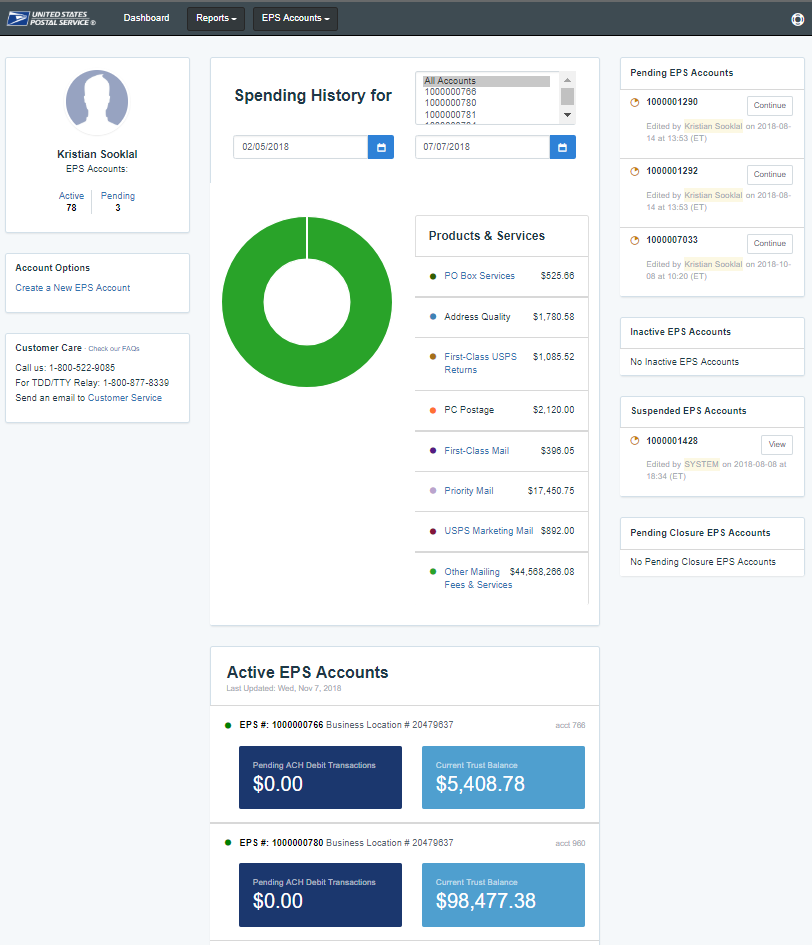 UNITED STATES
POSTAL SERVICE ®
Dashboard
Reports
EPS Accounts
Kristian Sooklal
EPS Accounts:
Active
78
Pending
3
Account Options
Create a New EPS Account
Customer Care - Check our FAQs
Call us: 1-800-522-9085
For TDD/TTY Relay: 1-800-877-8339
Send an email to Customer Service
Spending History for
All Accounts
1000000766
1000000780
1000000781
02/05/2018
07/07/2018
Products & Services
PO Box Services $525.66
Address Quality $1,780.58
First-Class USPS $1,085.52
Returns
PC Postage $2,120.00
First-Class Mail $396.05
Priority Mail $17,450.75
USPS Marketing Mail $892.00
Other Mailing $44,568,266.08
Fees & Services
Active EPS Accounts
Last Updated: Wed, Nov 7, 2018
EPS #: 1000000766 Business Location # 20479637 acct 766
Pending ACH Debit Transactions
$0.00
Current Trust Balance
$5,408.78
EPS #: 1000000780 Business Location # 20479637 acct 960
Pending ACH Debit Transactions
$0.00
Current Trust Balance
$98,477.38
Pending EPS Accounts
1000001290
Continue
Edited by Kristian Sooklal on 2018-08-
14 at 13:53 (ET)
1000001292
Continue
Edited by Kristian Sooklal on 2018-08-
14 at 13:53 (ET)
1000007033
Continue
Edited by Kristian Sooklal on 2018-10-
08 at 10:20 (ET)
Inactive EPS Accounts
No Inactive EPS Accounts
Suspended EPS Accounts
1000001428
View
Edited by SYSTEM on 2018-08-08 at
18:34 (ET)
Pending Closure EPS Accounts
No Pending Closure EPS Accounts